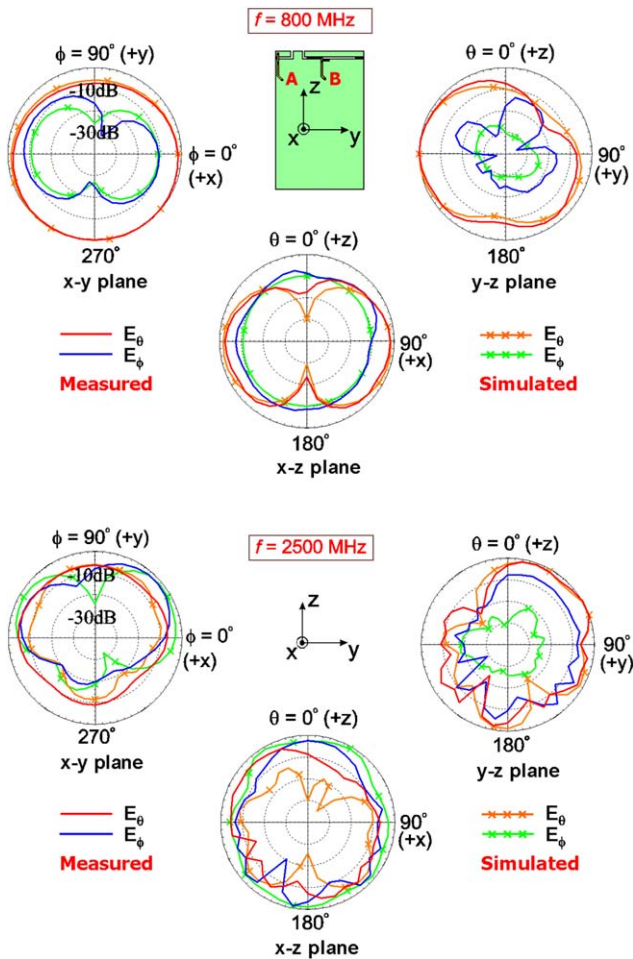 f = 800 MHz
ϕ = 90° (+y)
-10dB
-30dB
ϕ = 0°
(+x)
270°
x-y plane
A B
z
x y
θ = 0° (+z)
90°
(+y)
180°
y-z plane
θ = 0° (+z)
90°
(+x)
180°
x-z plane
Eθ
Eϕ
Measured
Eθ
Eϕ
Simulated
f = 2500 MHz
ϕ = 90° (+y)
-10dB
-30dB
ϕ = 0°
(+x)
270°
x-y plane
z
x y
θ = 0° (+z)
90°
(+y)
180°
y-z plane
θ = 0° (+z)
90°
(+x)
180°
x-z plane
Eθ
Eϕ
Measured
Eθ
Eϕ
Simulated